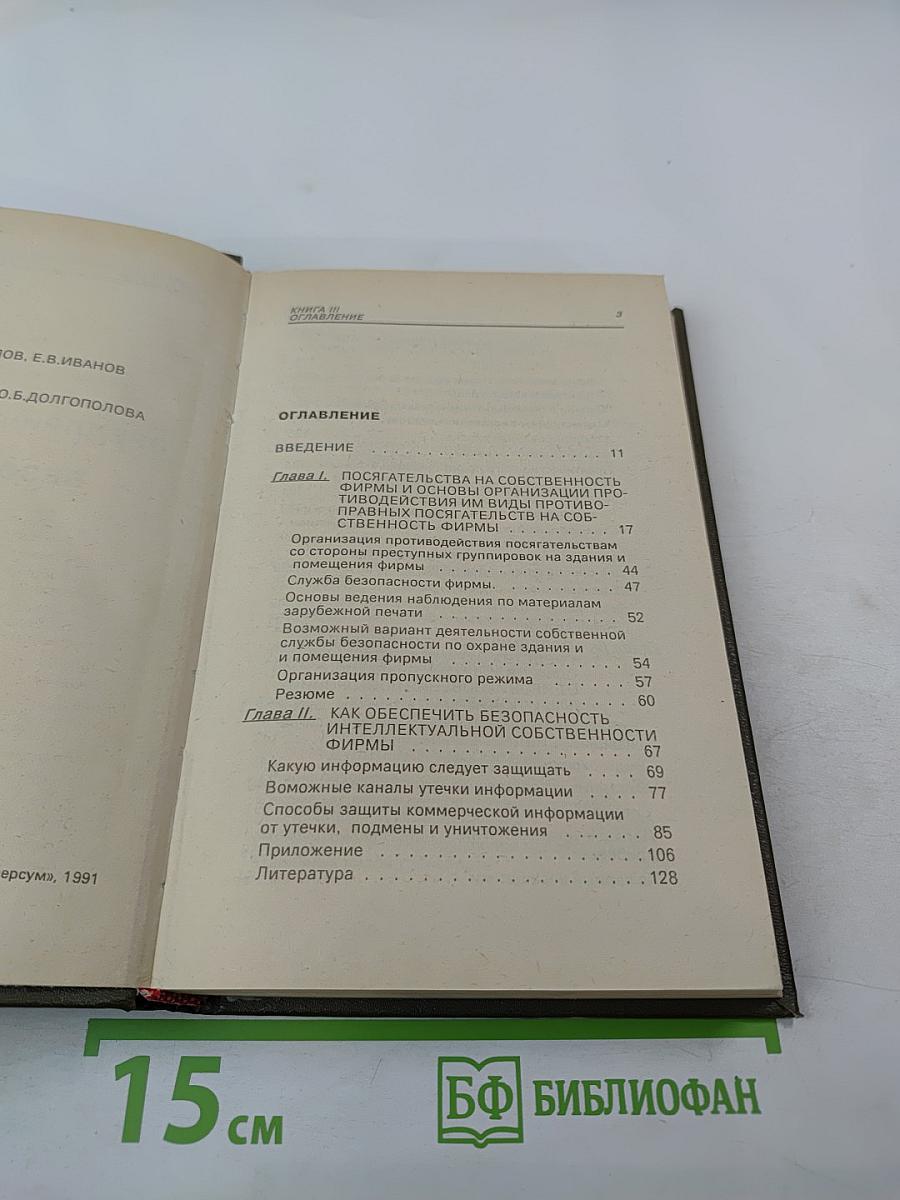 Е.В.ИВАНОВ
О.Б.ДОЛГОПОЛОВА
1991
КНИГА III
ОГЛАВЛЕНИЕ
3
ОГЛАВЛЕНИЕ
ВВЕДЕНИЕ . . . . . . . . . . . . . . . . . . . . . 11
Глава I. ПОСЯГАТЕЛЬСТВА НА СОБСТВЕННОСТЬ
ФИРМЫ И ОСНОВЫ ОРГАНИЗАЦИИ ПРО-
ТИВОДЕЙСТВИЯ ИМ ВИДЫ ПРОТИВО-
ПРАВНЫХ ПОСЯГАТЕЛЬСТВ НА СОБ-
СТВЕННОСТЬ ФИРМЫ . . . . . . . . . 17
Организация противодействия посягательствам
со стороны преступных группировок на здания и
помещения фирмы . . . . . . . . . . . . . . . 44
Служба безопасности фирмы. . . . . . . . . . . 47
Основы ведения наблюдения по материалам
зарубежной печати . . . . . . . . . . . . . . . 52
Возможный вариант деятельности собственной
службы безопасности по охране здания и
и помещения фирмы . . . . . . . . . . . . . . 54
Организация пропускного режима . . . . . . 57
Резюме . . . . . . . . . . . . . . . . . . . . . . 60
Глава II. КАК ОБЕСПЕЧИТЬ БЕЗОПАСНОСТЬ
ИНТЕЛЛЕКТУАЛЬНОЙ СОБСТВЕННОСТИ
ФИРМЫ . . . . . . . . . . . . . . . . 67
Какую информацию следует защищать . . . . 69
Воможные каналы утечки информации . . . . 77
Способы защиты коммерческой информации
от утечки, подмены и уничтожения . . . . . . 85
Приложение . . . . . . . . . . . . . . . . . . 106
Литература . . . . . . . . . . . . . . . . . . . 128
15 см
БФ БИБЛИОФАН